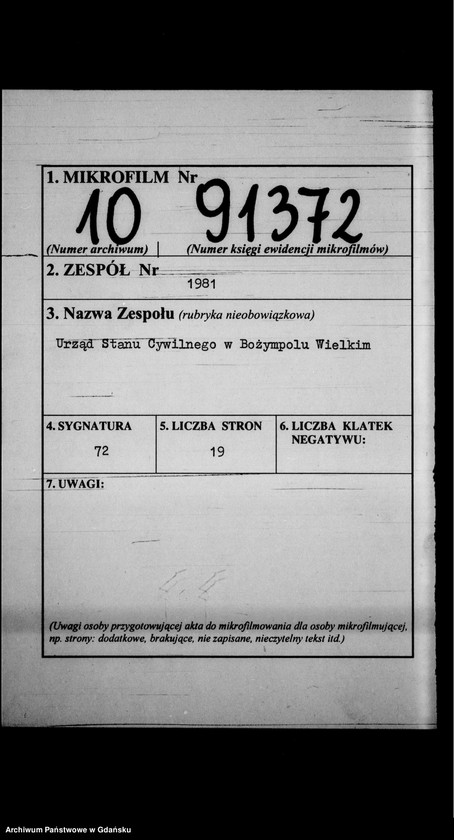 1. MIKROFILM Nr
10 91372
(Numer archiwum) (Numer księgi ewidencji mikrofilmów)
2. ZESPÓŁ Nr
1981
3. Nazwa Zespołu (rubryka nieobowiązkowa)
Urząd Stanu Cywilnego w Bożympolu Wielkim
4. SYGNATURA
72
5. LICZBA STRON
19
6. LICZBA KLATEK
NEGATYWU:
7. UWAGI:
(Uwagi osoby przygotowującej akta do mikrofilmowania dla osoby mikrofilmującej,
np. strony: dodatkowe, brakujące, nie zapisane, nieczytelny tekst itd.)
Archiwum Państwowe w Gdańsku